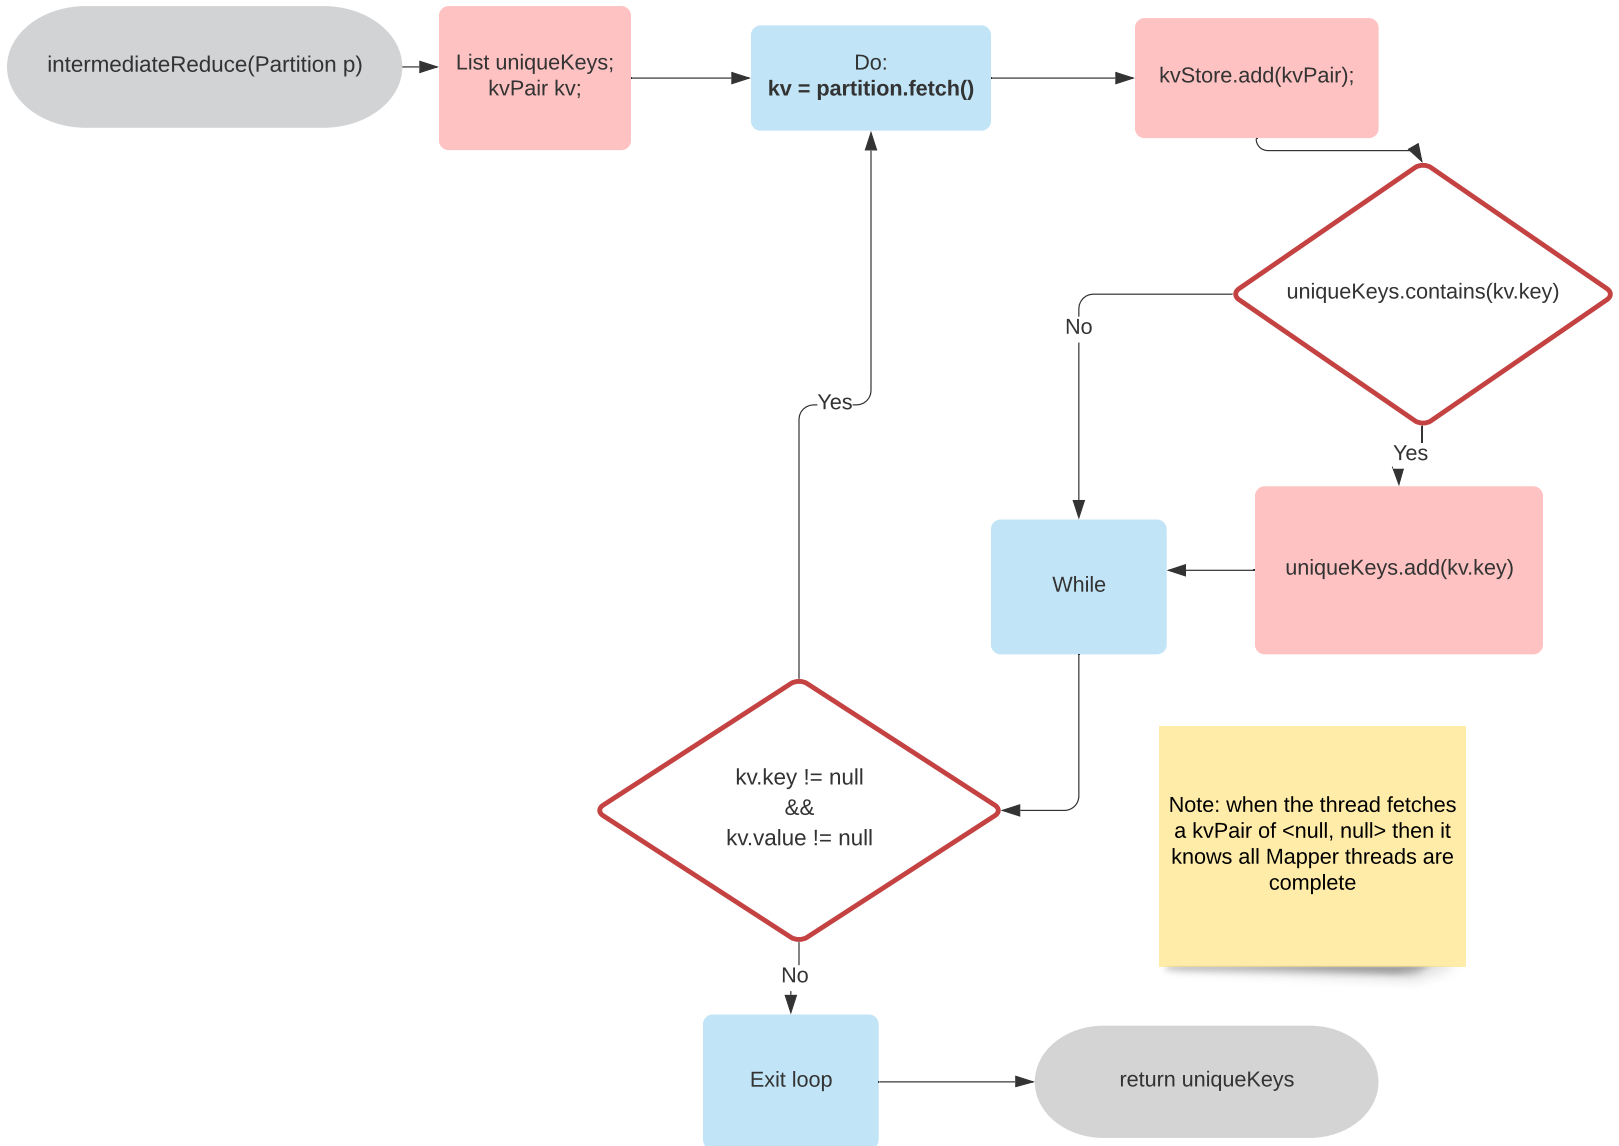 intermediateReduce(Partition p)
List uniqueKeys;
kvPair kv;
Do:
kv = partition.fetch()
kvStore.add(kvPair);
uniqueKeys.contains(kv.key)
No
Yes
uniqueKeys.add(kv.key)
While
Yes
kv.key != null
&&
kv.value != null
Note: when the thread fetches
a kvPair of <null, null> then it
knows all Mapper threads are
complete
No
Exit loop
return uniqueKeys